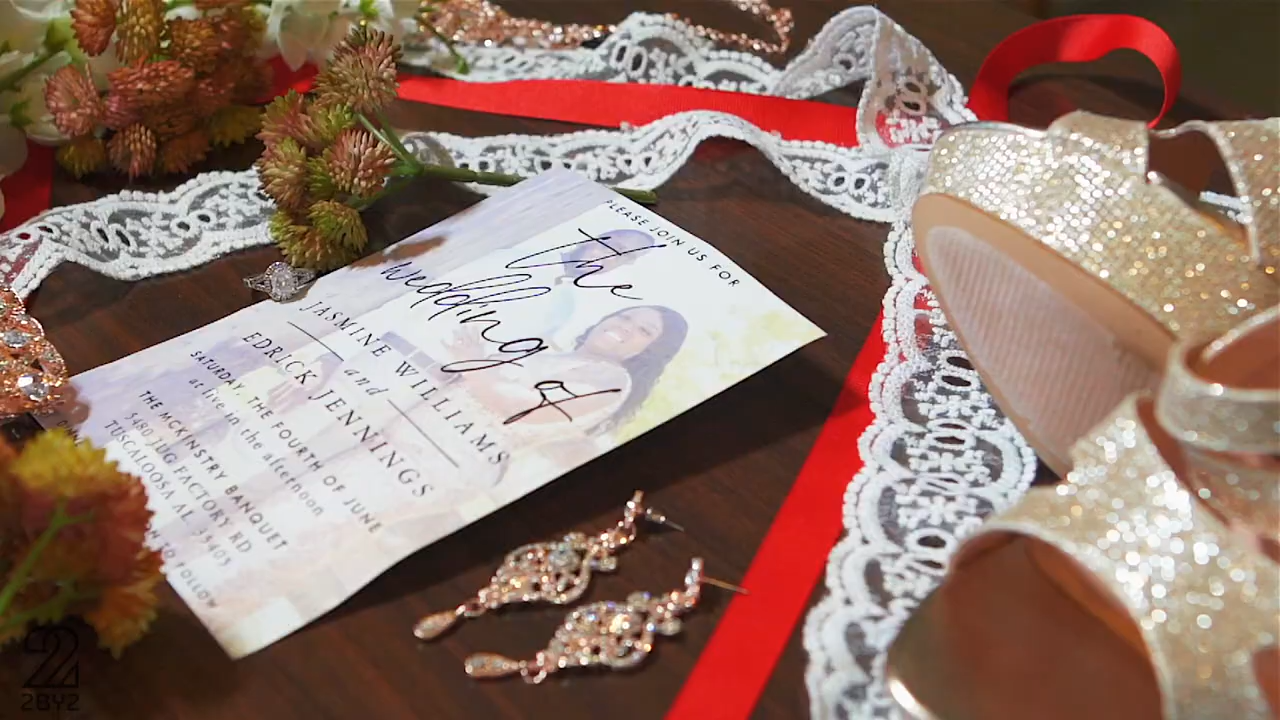 PLEASE JOIN US FOR
the
wedding of
JASMINE WILLIAMS
and
EDRICK JENNINGS
SATURDAY, THE FOURTH OF JUNE
at five in the afternoon
THE MCKINSTRY BANQUET
5480 JUG FACTORY RD
TUSCALOOSA AL, 35405
TO FOLLOW
22
2BY2